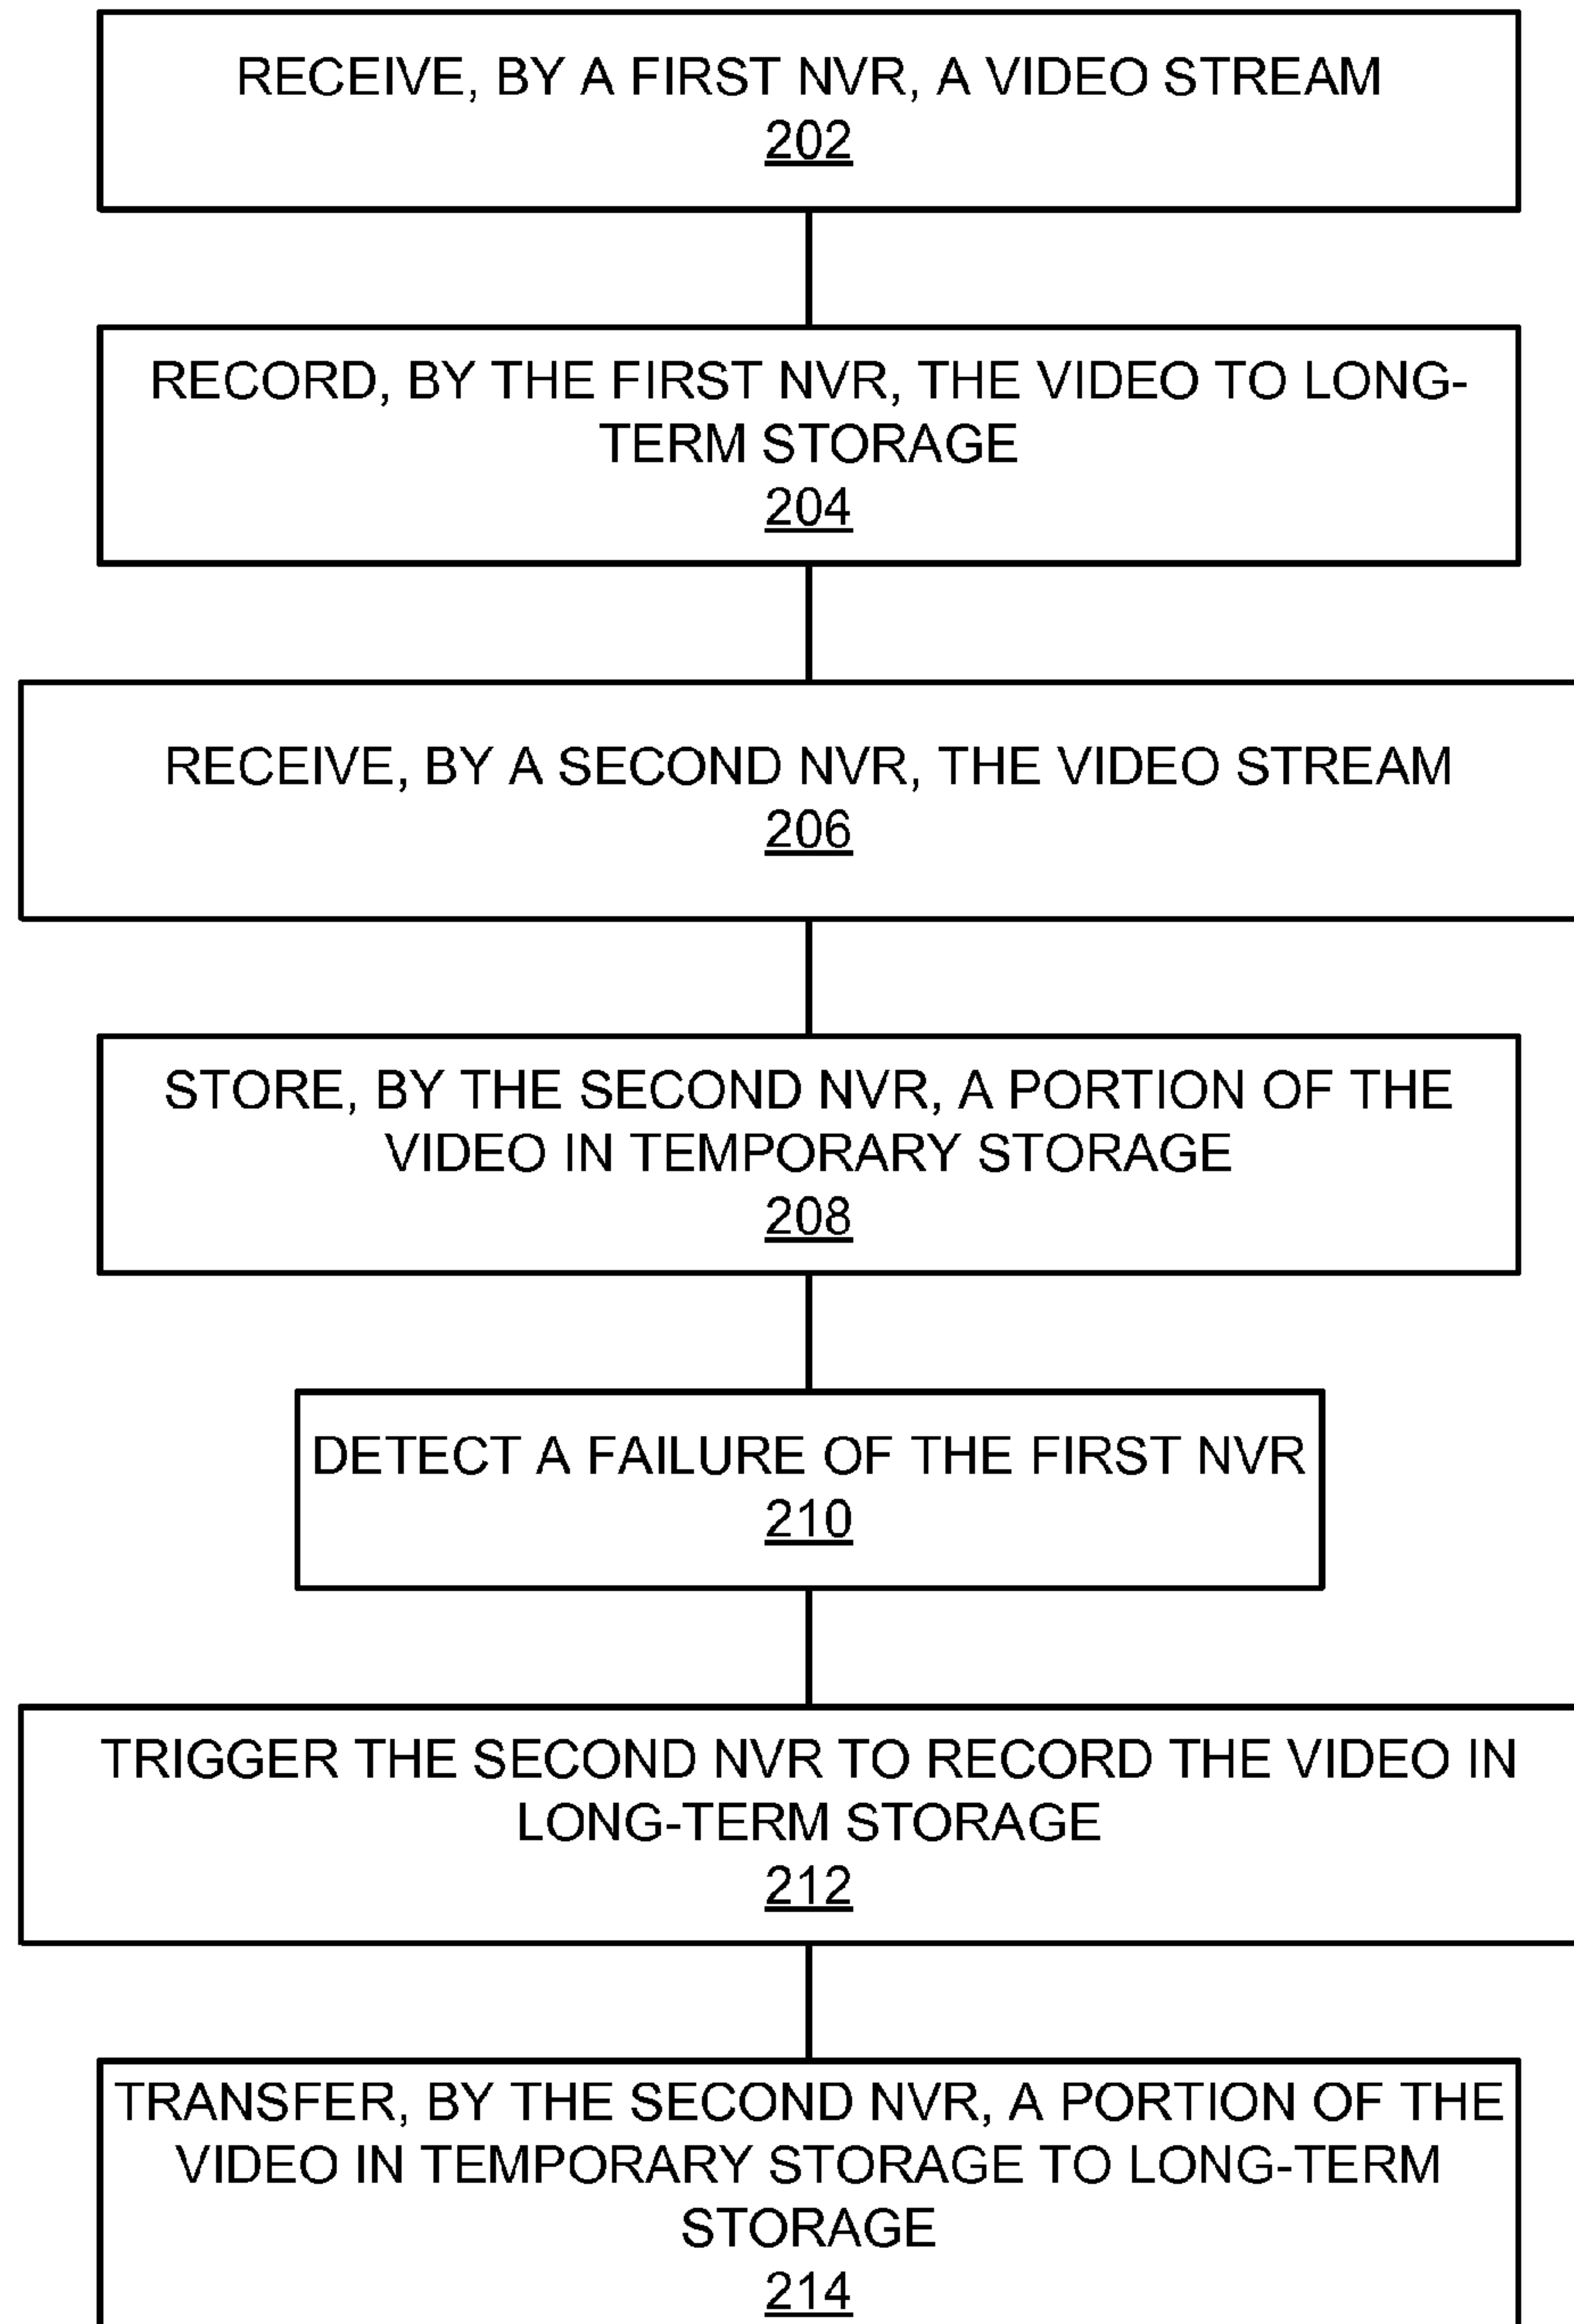 RECEIVE, BY A FIRST NVR, A VIDEO STREAM
202
RECORD, BY THE FIRST NVR, THE VIDEO TO LONG-
TERM STORAGE
204
RECEIVE, BY A SECOND NVR, THE VIDEO STREAM
206
STORE, BY THE SECOND NVR, A PORTION OF THE
VIDEO IN TEMPORARY STORAGE
208
DETECT A FAILURE OF THE FIRST NVR
210
TRIGGER THE SECOND NVR TO RECORD THE VIDEO IN
LONG-TERM STORAGE
212
TRANSFER, BY THE SECOND NVR, A PORTION OF THE
VIDEO IN TEMPORARY STORAGE TO LONG-TERM
STORAGE
214